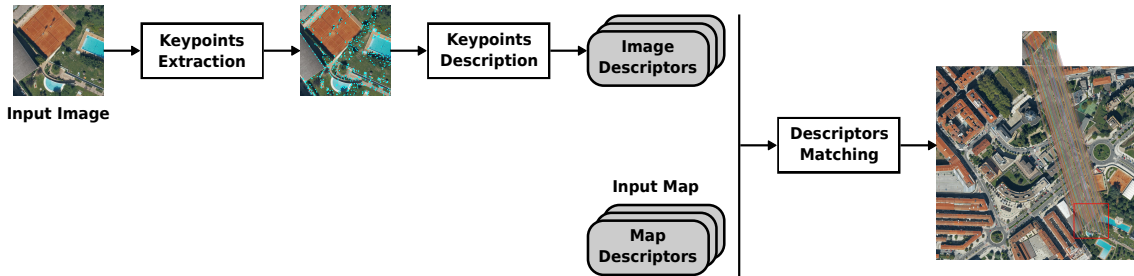 Input Image
Keypoints
Extraction
Keypoints
Description
Image
Descriptors
Input Map
Map
Descriptors
Descriptors
Matching